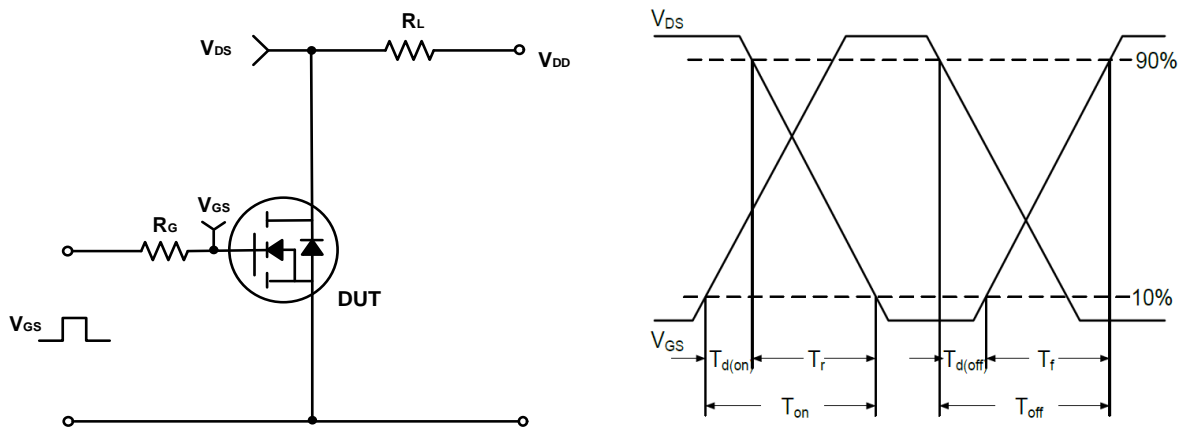 RL
VDS
VDD
VGS
RG
DUT
VGS
VDS
90%
10%
VGS
Td(on)
Tr
Td(off)
Tf
Ton
Toff